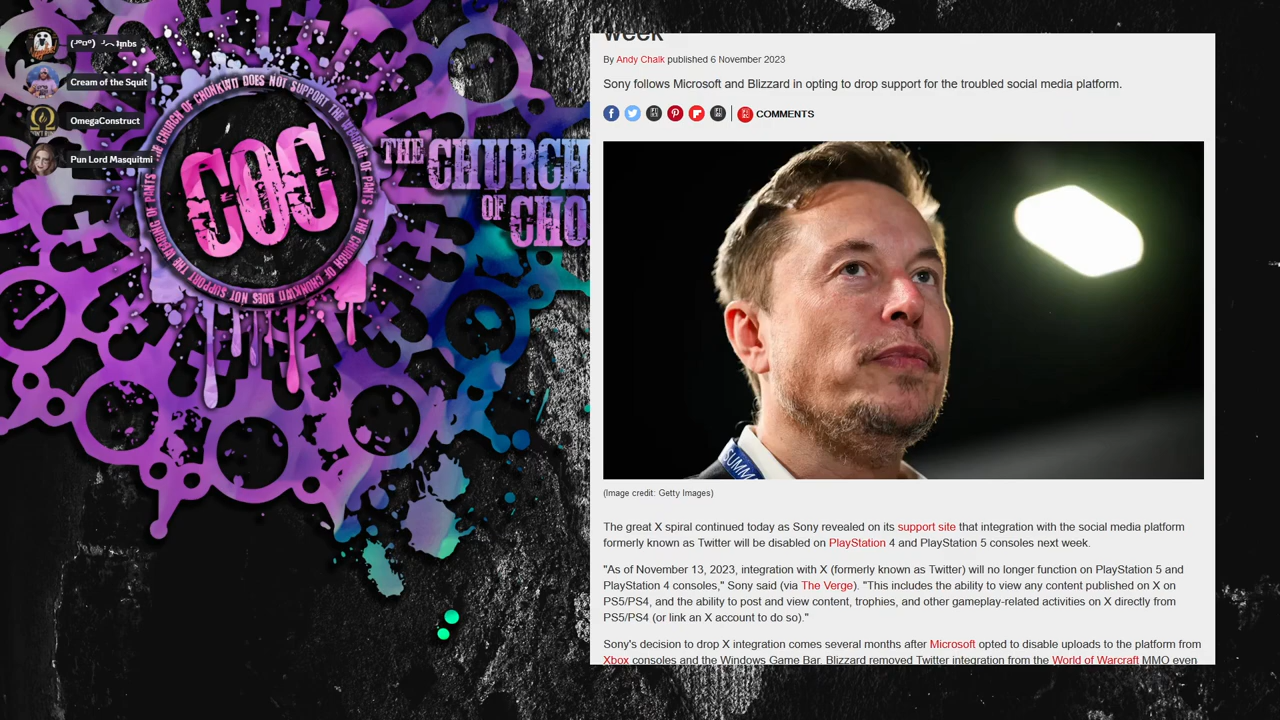 (╯°□°)╯︵ ʞɯbs
Cream of the Squit
OmegaConstruct
Pun Lord Masquitmi
THE CHURCH OF CHONKWII DOES NOT SUPPORT THE WEARING OF PANTS
COC
THE CHURCH
OF
CHO
week
By Andy Chalk published 6 November 2023
Sony follows Microsoft and Blizzard in opting to drop support for the troubled social media platform.
COMMENTS
SUMM
(Image credit: Getty Images)
The great X spiral continued today as Sony revealed on its support site that integration with the social media platform
formerly known as Twitter will be disabled on PlayStation 4 and PlayStation 5 consoles next week.
"As of November 13, 2023, integration with X (formerly known as Twitter) will no longer function on PlayStation 5 and
PlayStation 4 consoles," Sony said (via The Verge). "This includes the ability to view any content published on X on
PS5/PS4, and the ability to post and view content, trophies, and other gameplay-related activities on X directly from
PS5/PS4 (or link an X account to do so)."
Sony's decision to drop X integration comes several months after Microsoft opted to disable uploads to the platform from
Xbox consoles and the Windows Game Bar. Blizzard removed Twitter integration from the World of Warcraft MMO even